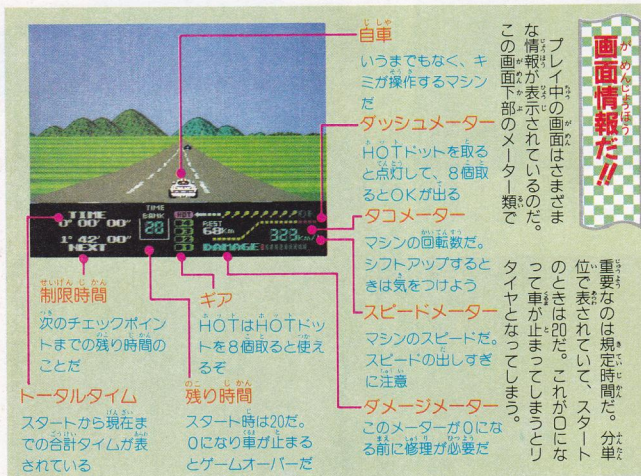 画面情報だ!!
プレイ中の画面はさまざま
な情報が表示されているのだ。
この画面下部のメーター類で
重要なのは規定時間だ。分単
位で表されていて、スタート
のときは20だ。これが0にな
って車が止まってしまうとリ
タイヤとなってしまう。
自車
いうまでもなく、キ
ミが操作するマシン
だ
ダッシュメーター
HOTドットを取る
と点灯して、8個取
るとOKが出る
タコメーター
マシンの回転数だ。
シフトアップすると
きは気をつけよう
スピードメーター
マシンのスピードだ。
スピードの出しすぎ
に注意
ダメージメーター
このメーターが0にな
る前に修理が必要だ
TIME
0' 00' 00"
1' 42' 00"
NEXT
TIME
BANK
20
HOT
REST
68Km
323Km/
DAMAGE
制限時間
次のチェックポイン
トまでの残り時間の
ことだ
トータルタイム
スタートから現在ま
での合計タイムが表
されている
残り時間
スタート時は20だ。
0になり車が止まる
とゲームオーバーだ
ギア
HOTはHOTドッ
トを8個取ると使え
るぞ